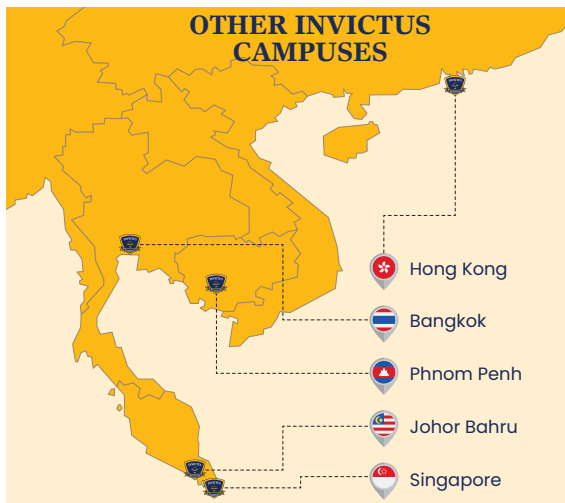 OTHER INVICTUS
CAMPUSES
Hong Kong
Bangkok
Phnom Penh
Johor Bahru
Singapore